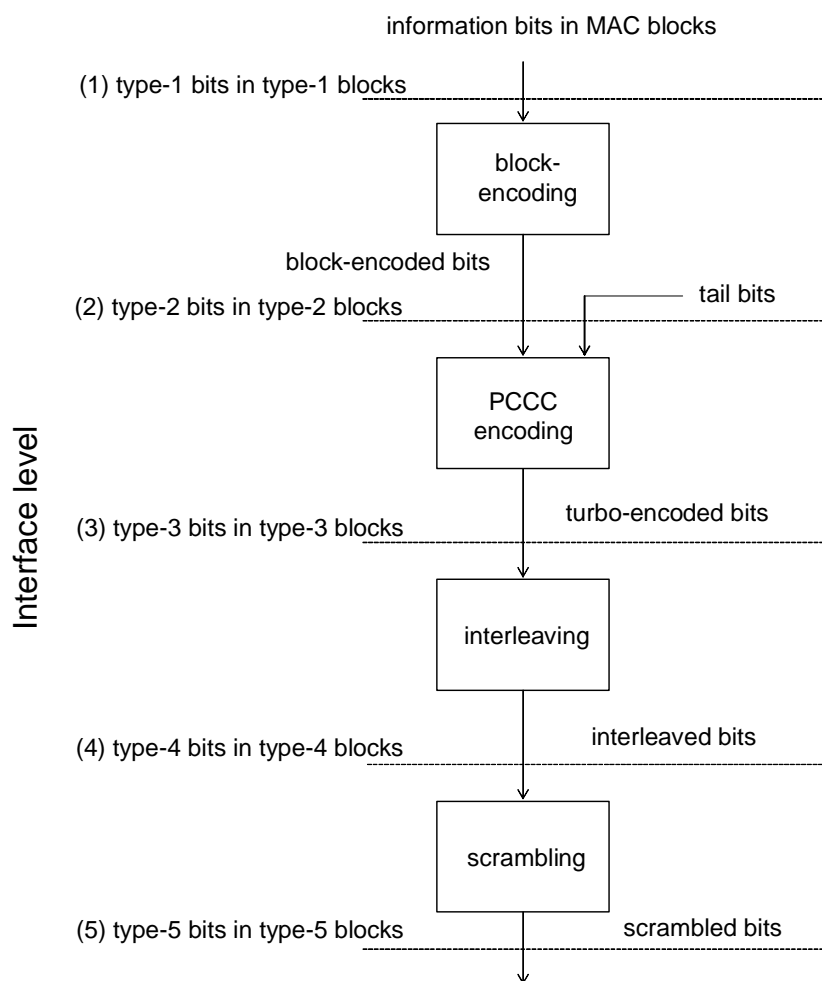 information bits in MAC blocks
(1) type-1 bits in type-1 blocks
block-
encoding
block-encoded bits
tail bits
(2) type-2 bits in type-2 blocks
PCCC
encoding
Interface level
turbo-encoded bits
(3) type-3 bits in type-3 blocks
interleaving
interleaved bits
(4) type-4 bits in type-4 blocks
scrambling
(5) type-5 bits in type-5 blocks
scrambled bits